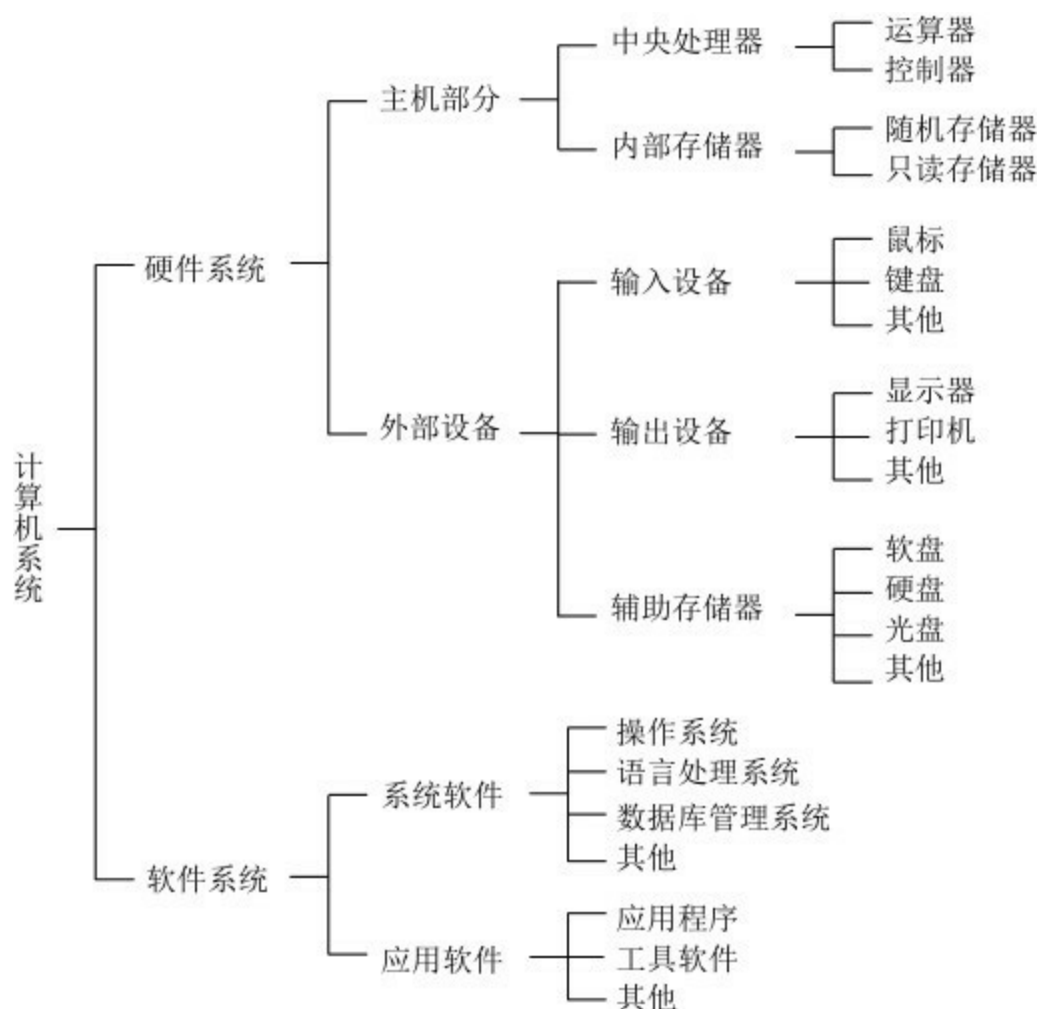 计算机系统
硬件系统
主机部分
中央处理器
运算器
控制器
内部存储器
随机存储器
只读存储器
外部设备
输入设备
鼠标
键盘
其他
输出设备
显示器
打印机
其他
辅助存储器
软盘
硬盘
光盘
其他
软件系统
系统软件
操作系统
语言处理系统
数据库管理系统
其他
应用软件
应用程序
工具软件
其他